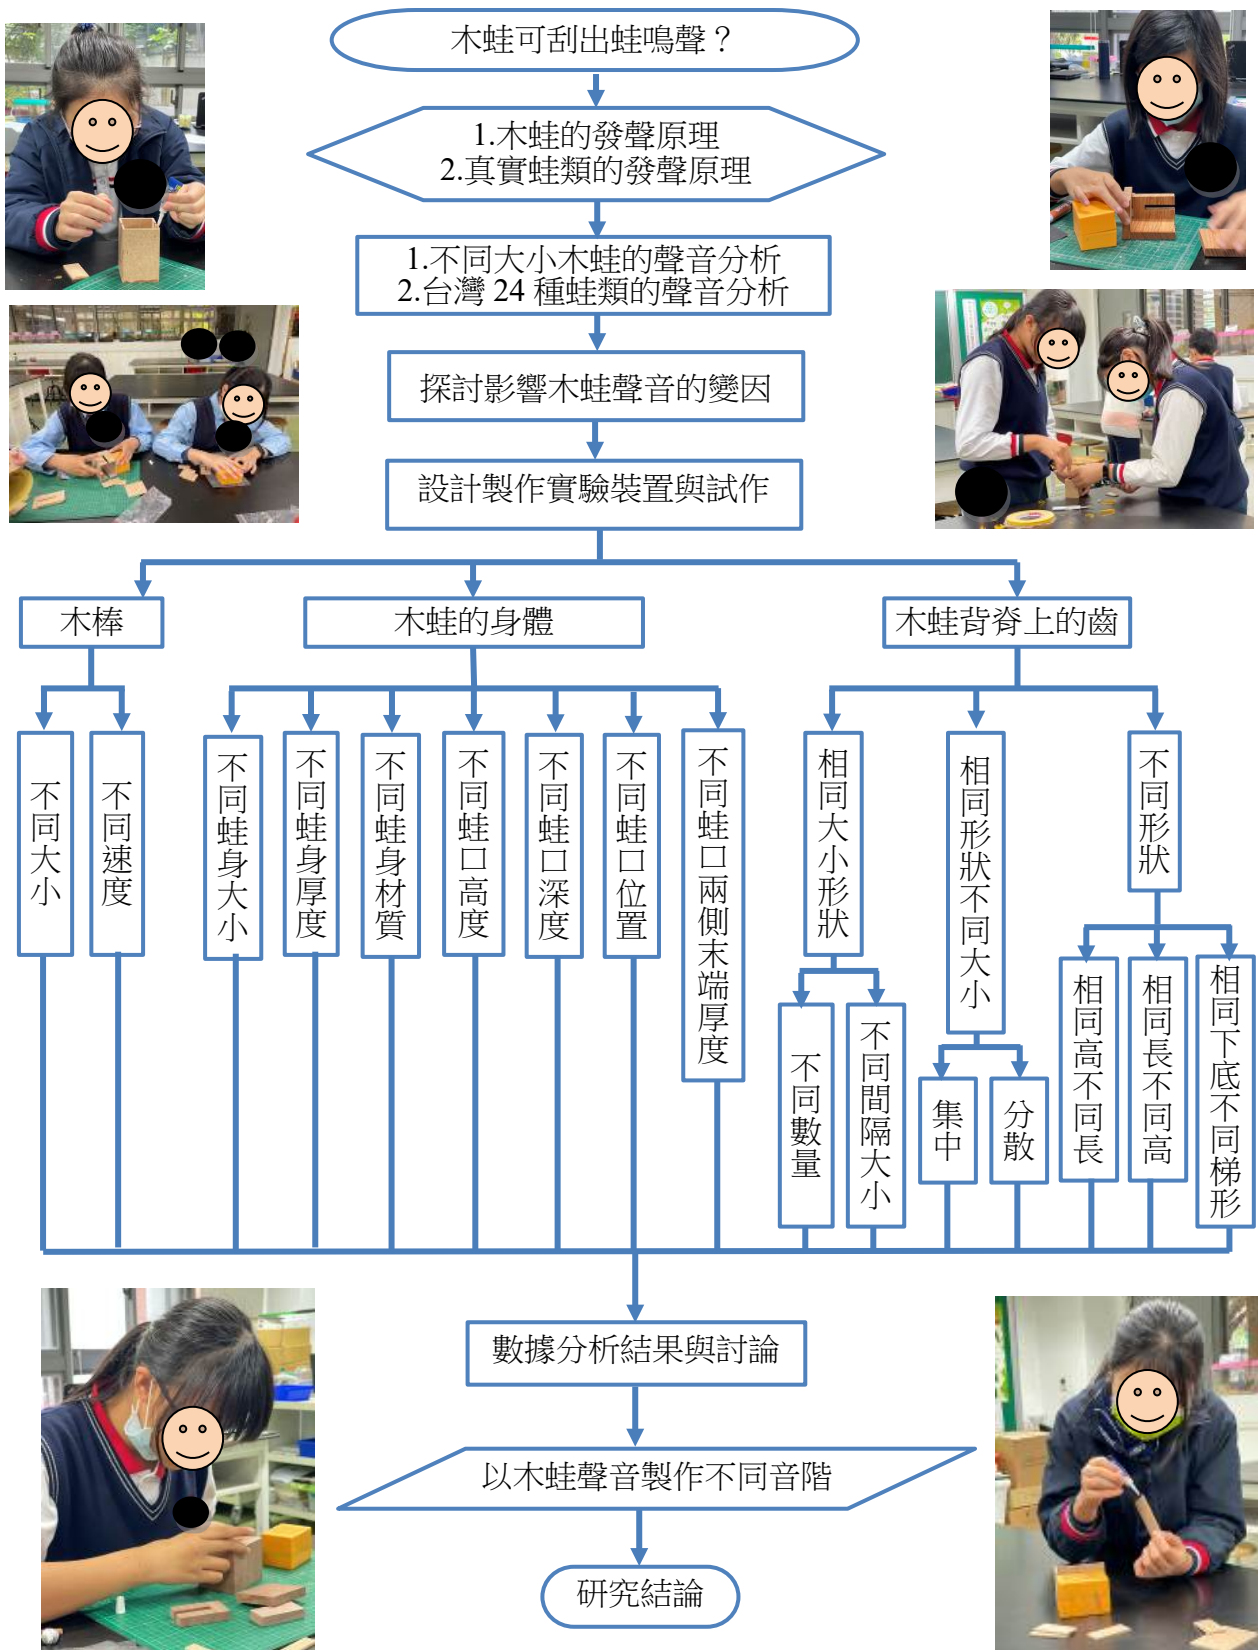 木蛙可刮出蛙鳴聲？
1.木蛙的發聲原理
2.真實蛙類的發聲原理
1.不同大小木蛙的聲音分析
2.台灣 24 種蛙類的聲音分析
探討影響木蛙聲音的變因
設計製作實驗裝置與試作
木棒
木蛙的身體
木蛙背脊上的齒
不同大小
不同速度
不同蛙身大小
不同蛙身厚度
不同蛙身材質
不同蛙口高度
不同蛙口深度
不同蛙口位置
不同蛙口兩側末端厚度
相同大小形狀
相同形狀不同大小
不同形狀
不同數量
不同間隔大小
集中
分散
相同高不同長
相同長不同高
相同下底不同梯形
數據分析結果與討論
以木蛙聲音製作不同音階
研究結論